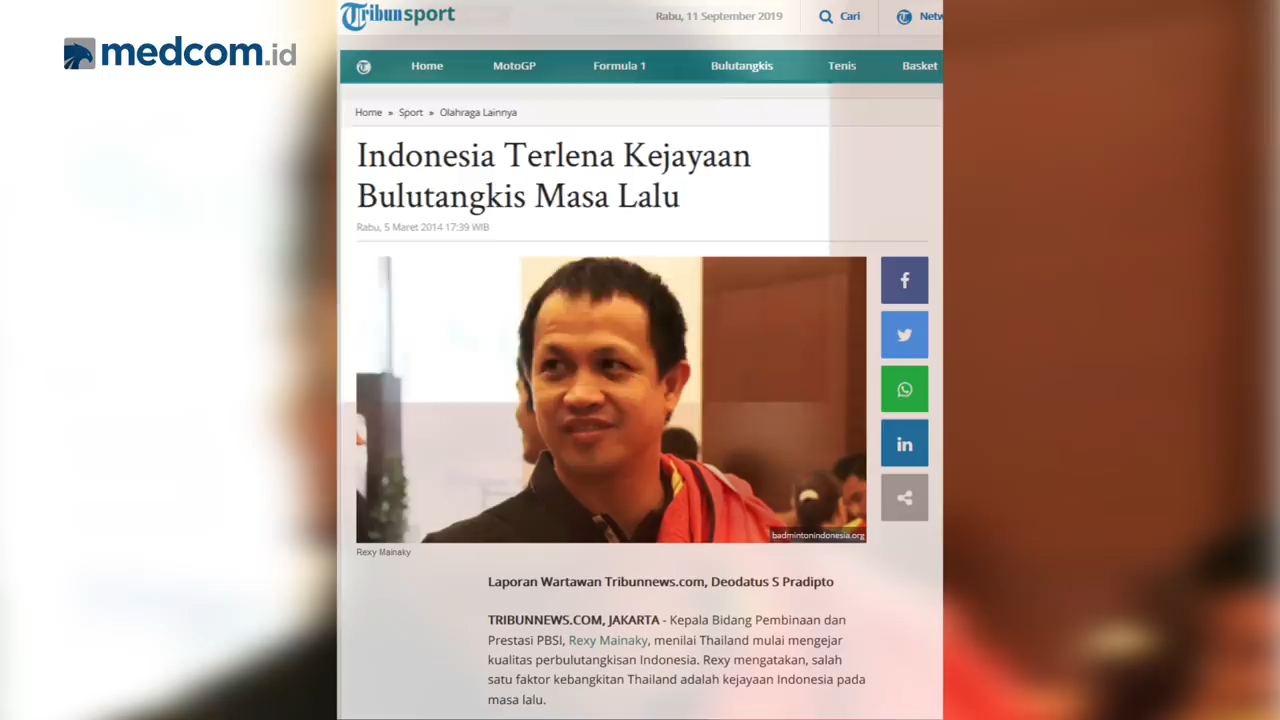 medcom.id
Tribunsport
Rabu, 11 September 2019
Cari
Netw
Home MotoGP Formula 1 Bulutangkis Tenis Basket
Home » Sport » Olahraga Lainnya
Indonesia Terlena Kejayaan
Bulutangkis Masa Lalu
Rabu, 5 Maret 2014 17:39 WIB
badmintonindonesia.org
Rexy Mainaky
Laporan Wartawan Tribunnews.com, Deodatus S Pradipto
TRIBUNNEWS.COM, JAKARTA - Kepala Bidang Pembinaan dan
Prestasi PBSI, Rexy Mainaky, menilai Thailand mulai mengejar
kualitas perbulutangkisan Indonesia. Rexy mengatakan, salah
satu faktor kebangkitan Thailand adalah kejayaan Indonesia pada
masa lalu.